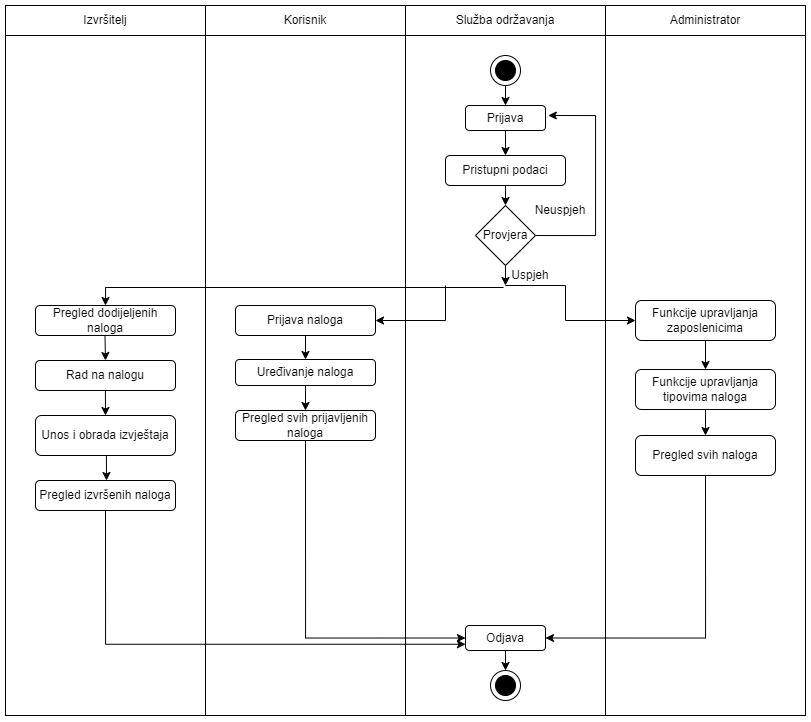 Izvršitelj
Korisnik
Služba održavanja
Administrator
Prijava
Pristupni podaci
Neuspjeh
Provjera
Uspjeh
Pregled dodijeljenih
naloga
Rad na nalogu
Unos i obrada izvještaja
Pregled izvršenih naloga
Prijava naloga
Uređivanje naloga
Pregled svih prijavljenih
naloga
Funkcije upravljanja
zaposlenicima
Funkcije upravljanja
tipovima naloga
Pregled svih naloga
Odjava